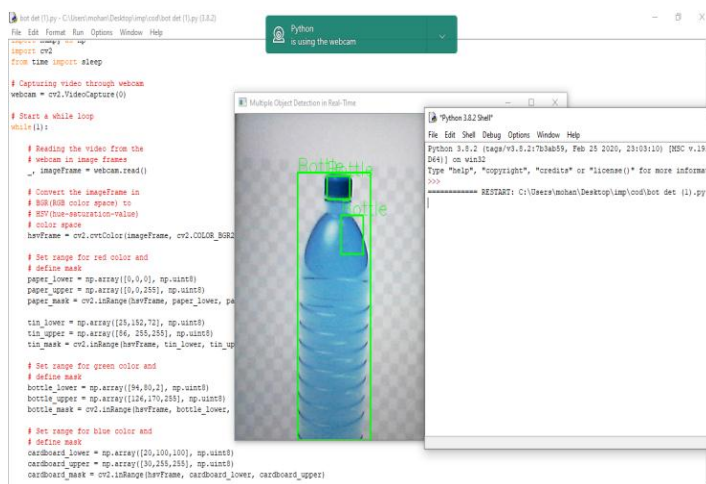 bot det (1).py - C:\Users\mohan\Desktop\imp\cod\bot det (1).py (3.8.2)
File Edit Format Run Options Window Help
import numpy as np
import cv2
from time import sleep
# Capturing video through webcam
webcam = cv2.VideoCapture(0)
# Start a while loop
while(1):
# Reading the video from the
# webcam in image frames
_, imageFrame = webcam.read()
# Convert the imageFrame in
# BGR(RGB color space) to
# HSV(hue-saturation-value)
# color space
hsvFrame = cv2.cvtColor(imageFrame, cv2.COLOR_BGR2
# Set range for red color and
# define mask
paper_lower = np.array([0,0,0], np.uint8)
paper_upper = np.array([0,0,255], np.uint8)
paper_mask = cv2.inRange(hsvFrame, paper_lower, pa
tin_lower = np.array([25,152,72], np.uint8)
tin_upper = np.array([86, 255,255], np.uint8)
tin_mask = cv2.inRange(hsvFrame, tin_lower, tin_up
# Set range for green color and
# define mask
bottle_lower = np.array([94,80,2], np.uint8)
bottle_upper = np.array([126,170,255], np.uint8)
bottle_mask = cv2.inRange(hsvFrame, bottle_lower,
# Set range for blue color and
# define mask
cardboard_lower = np.array([20,100,100], np.uint8)
cardboard_upper = np.array([30,255,255], np.uint8)
cardboard_mask = cv2.inRange(hsvFrame, cardboard_lower, cardboard_upper)
Python
is using the webcam
Multiple Object Detection in Real-Time
Bottle
Bottle
Bottle
*Python 3.8.2 Shell*
File Edit Shell Debug Options Window Help
Python 3.8.2 (tags/v3.8.2:7b3ab59, Feb 25 2020, 23:03:10) [MSC v.19
D64)] on win32
Type "help", "copyright", "credits" or "license()" for more informa
>>>
============ RESTART: C:\Users\mohan\Desktop\imp\cod\bot det (1).py